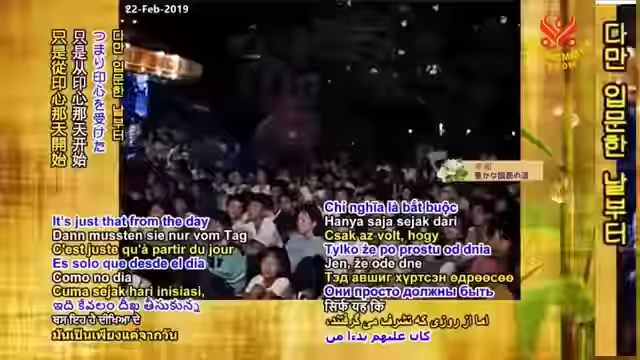 22-Feb-2019
다만 입문한 날부터
つまり印心を受けた
只是从印心那天开始
只是從印心那天開始
다만 입문한 날부터
It's just that from the day
Dann mussten sie nur vom Tag
C'est juste qu'à partir du jour
Es solo que desde el día
Como no dia
Cuma sejak hari inisiasi,
ఇది కేవలం దీక్ష తీసుకున్న
ਬਸ ਇਹ ਹੈ ਦੀਖਿਆ ਦੇ
มันเป็นเพียงแค่จากวัน
Chỉ nghĩa là bắt buộc
Hanya saja sejak dari
Csak az volt, hogy
Tylko że po prostu od dnia
Jen, že ode dne
Тэд авшиг хүртсэн өдрөөсөө
Они просто должны быть
सिर्फ यह कि
اما از روزی که تشرف می گرفتند،
كان عليهم بدءا من